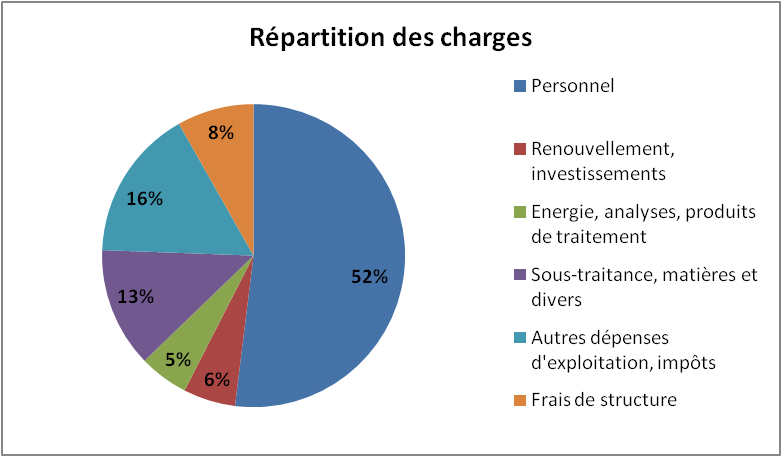 Répartition des charges
8%
16%
13%
5%
6%
52%
Personnel
Renouvellement,
investissements
Energie, analyses, produits
de traitement
Sous-traitance, matières et
divers
Autres dépenses
d'exploitation, impôts
Frais de structure